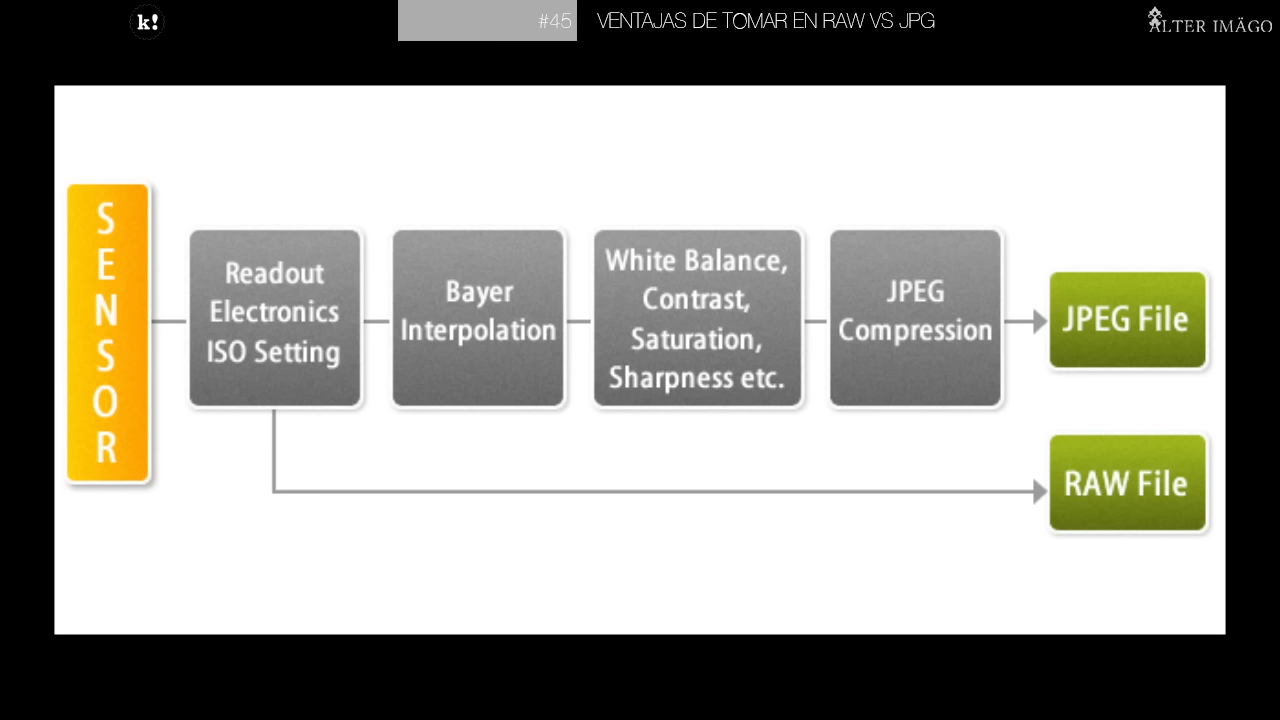 k!
#45
VENTAJAS DE TOMAR EN RAW VS JPG
ALTER IMÄGO
S
E
N
S
O
R
Readout
Electronics
ISO Setting
Bayer
Interpolation
White Balance,
Contrast,
Saturation,
Sharpness etc.
JPEG
Compression
JPEG File
RAW File